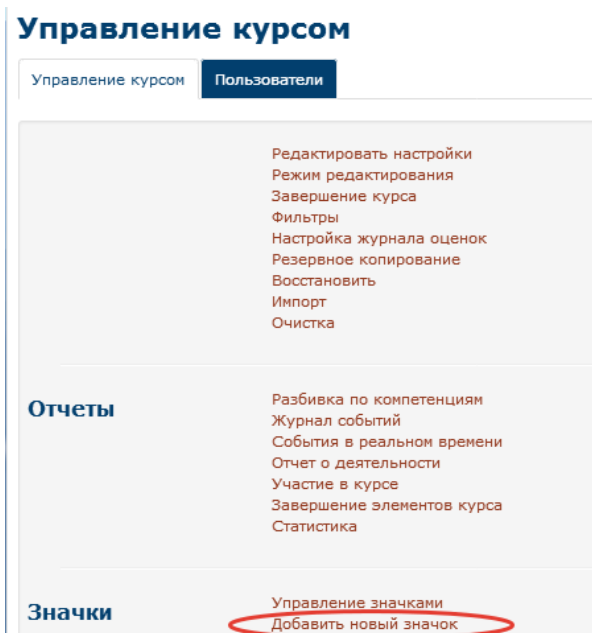 Управление курсом
Управление курсом Пользователи
Редактировать настройки
Режим редактирования
Завершение курса
Фильтры
Настройка журнала оценок
Резервное копирование
Восстановить
Импорт
Очистка
Отчеты
Разбивка по компетенциям
Журнал событий
События в реальном времени
Отчет о деятельности
Участие в курсе
Завершение элементов курса
Статистика
Значки
Управление значками
Добавить новый значок